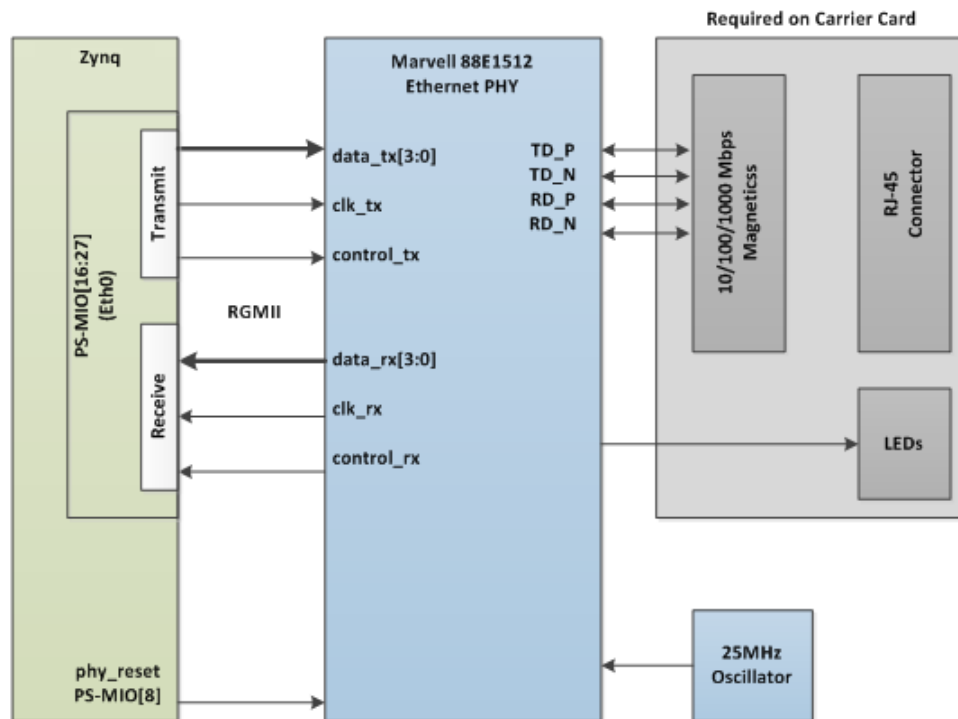 Required on Carrier Card
Zynq
Marvell 88E1512
Ethernet PHY
PS-MIO[16:27]
(Eth0)
Transmit
Receive
RGMII
data_tx[3:0]
clk_tx
control_tx
data_rx[3:0]
clk_rx
control_rx
TD_P
TD_N
RD_P
RD_N
10/100/1000 Mbps
Magneticss
RJ-45
Connector
LEDs
phy_reset
PS-MIO[8]
25MHz
Oscillator